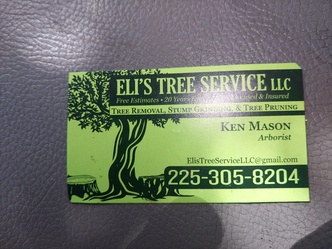 ELI'S TREE SERVICE LLC
Free Estimates • 20 Years & Insured
TREE REMOVAL, STUMP GRINDING, & TREE PRUNING
KEN MASON
Arborist
ElisTreeServiceLLC@gmail.com
225-305-8204